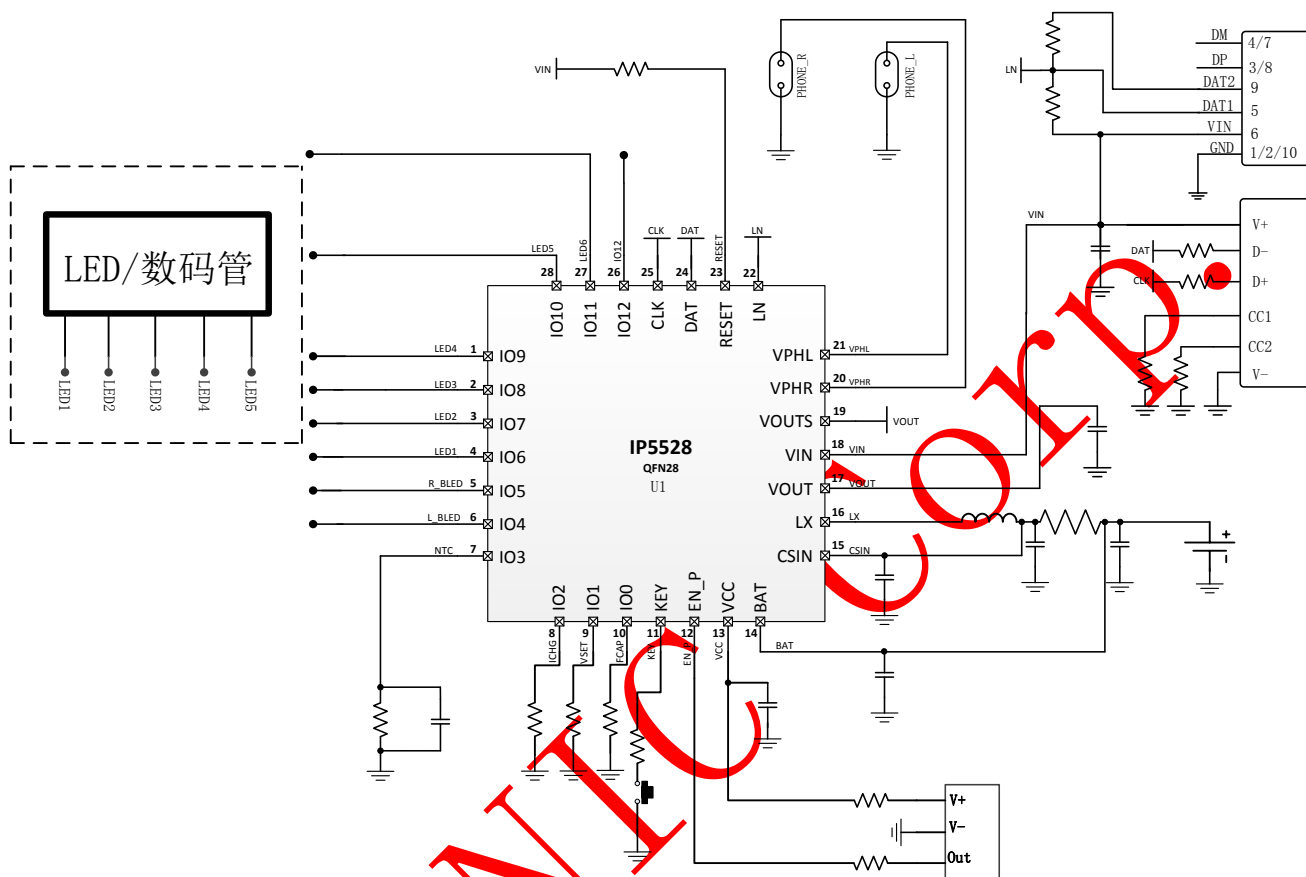 VIN
PHONE_R
PHONE_L
LN
DM 4/7
DP 3/8
DAT2 9
DAT1 5
VIN 6
GND 1/2/10
LED/数码管
LED1
LED2
LED3
LED4
LED5
LED5
LED6
IO12
CLK
DAT
RESET
LN
28
27
26
25
24
23
22
IO10
IO11
IO12
CLK
DAT
RESET
LN
VIN
V+
DAT
D-
CLK
D+
CC1
CC2
V-
LED4 1 IO9
LED3 2 IO8
LED2 3 IO7
LED1 4 IO6
R_BLED 5 IO5
L_BLED 6 IO4
NTC 7 IO3
IP5528
QFN28
U1
VPHL 21 VPHL
VPHR 20 VPHR
VOUTS 19 VOUT
VIN 18 VIN
VOUT 17 VOUT
LX 16 LX
CSIN 15 CSIN
+
-
IO2
IO1
IO0
KEY
EN_P
VCC
BAT
8
9
10
11
12
13
14
ICHG
VSET
FCAP
KEY
EN_P
VCC
BAT
V+
V-
Out
Corp.